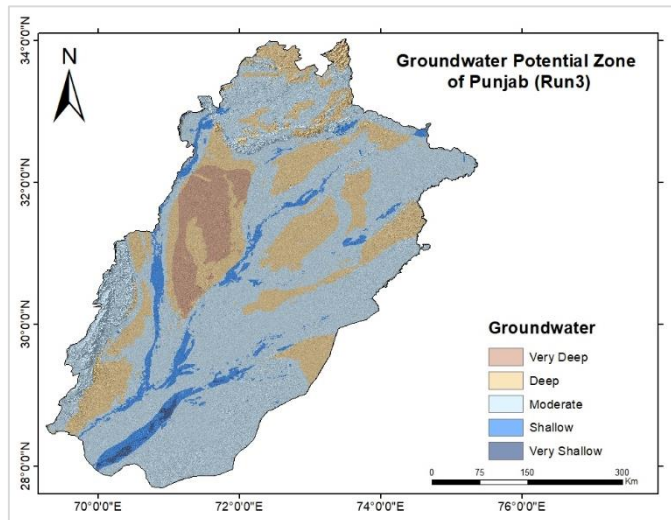 Groundwater Potential Zone
of Punjab (Run3)
N
34°0'0"N
32°0'0"N
30°0'0"N
28°0'0"N
Groundwater
Very Deep
Deep
Moderate
Shallow
Very Shallow
0 75 150 300
Km
70°0'0"E 72°0'0"E 74°0'0"E 76°0'0"E